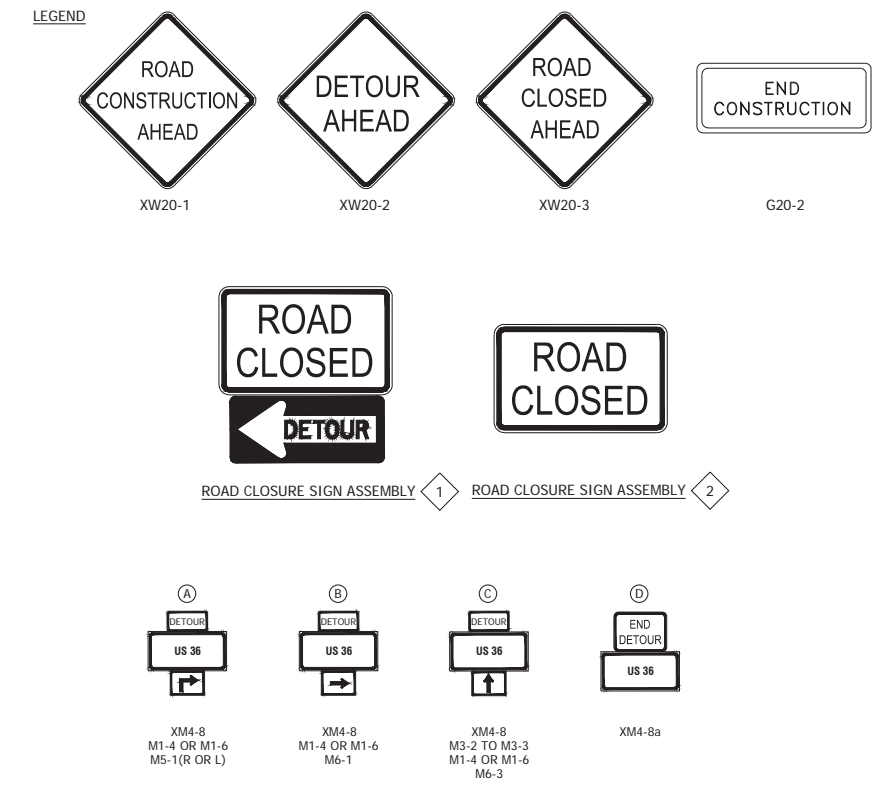 LEGEND
ROAD
CONSTRUCTION
AHEAD
XW20-1
DETOUR
AHEAD
XW20-2
ROAD
CLOSED
AHEAD
XW20-3
END
CONSTRUCTION
G20-2
ROAD
CLOSED
DETOUR
ROAD CLOSURE SIGN ASSEMBLY 1
ROAD
CLOSED
ROAD CLOSURE SIGN ASSEMBLY 2
A
DETOUR
US 36
XM4-8
M1-4 OR M1-6
M5-1(R OR L)
B
DETOUR
US 36
XM4-8
M1-4 OR M1-6
M6-1
C
DETOUR
US 36
XM4-8
M3-2 TO M3-3
M1-4 OR M1-6
M6-3
D
END
DETOUR
US 36
XM4-8a